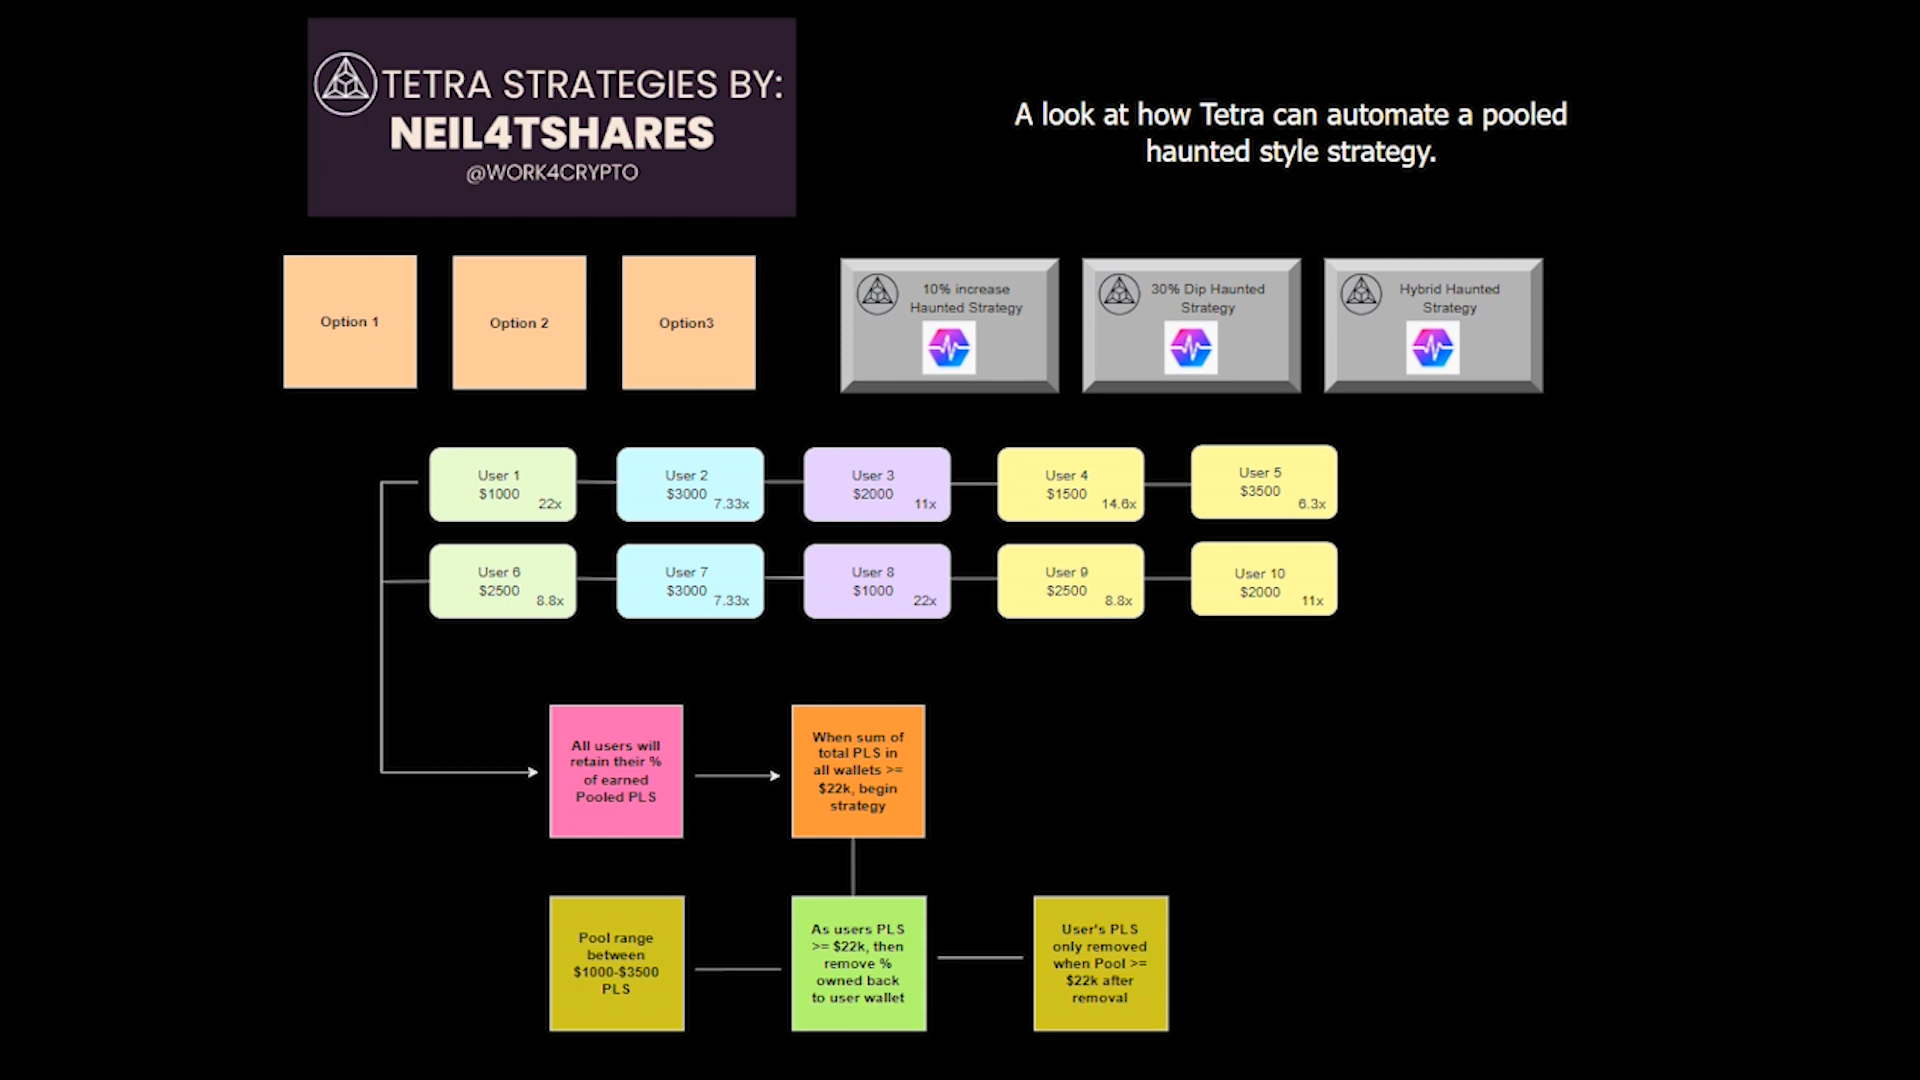 TETRA STRATEGIES BY:
NEIL4TSHARES
@WORK4CRYPTO
A look at how Tetra can automate a pooled
haunted style strategy.
Option 1
Option 2
Option3
10% increase
Haunted Strategy
30% Dip Haunted
Strategy
Hybrid Haunted
Strategy
User 1
$1000
22x
User 2
$3000
7.33x
User 3
$2000
11x
User 4
$1500
14.6x
User 5
$3500
6.3x
User 6
$2500
8.8x
User 7
$3000
7.33x
User 8
$1000
22x
User 9
$2500
8.8x
User 10
$2000
11x
All users will
retain their %
of earned
Pooled PLS
When sum of
total PLS in
all wallets >=
$22k, begin
strategy
Pool range
between
$1000-$3500
PLS
As users PLS
>= $22k, then
remove %
owned back
to user wallet
User's PLS
only removed
when Pool >=
$22k after
removal